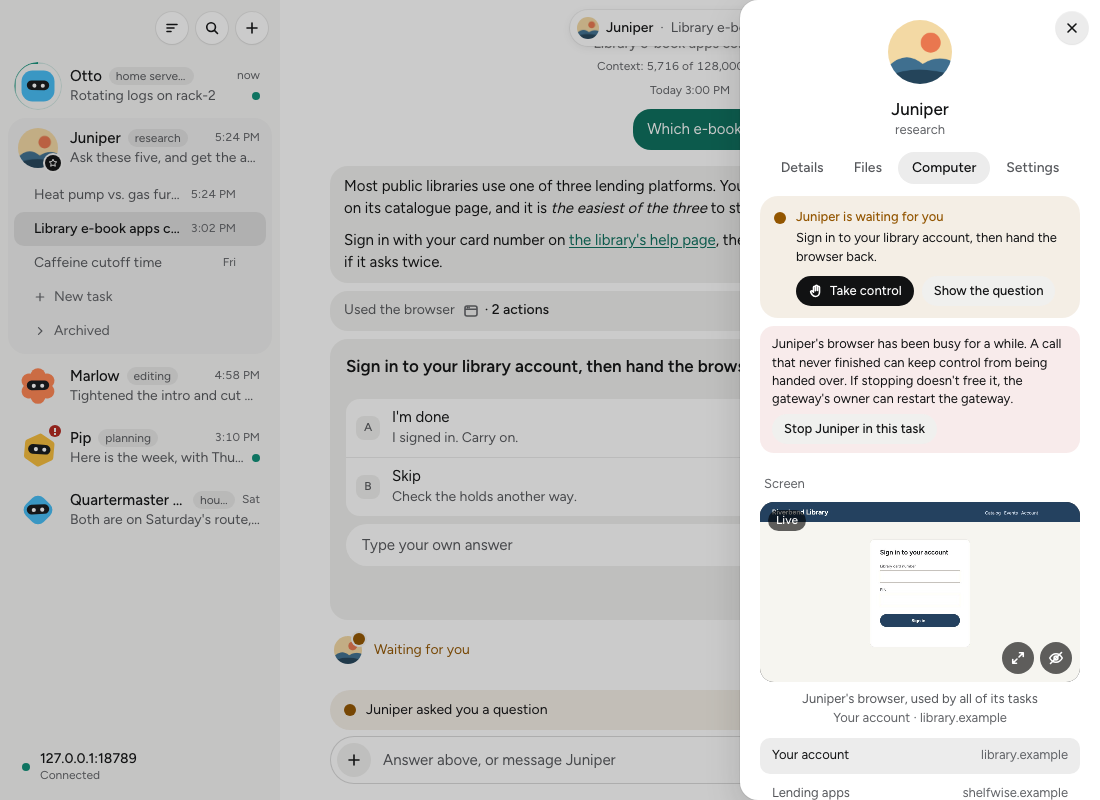 Otto
home serve...
now
Rotating logs on rack-2
Juniper
research
5:24 PM
Ask these five, and get the a...
Heat pump vs. gas fur...
5:24 PM
Library e-book apps c...
3:02 PM
Caffeine cutoff time
Fri
New task
Archived
Marlow
editing
4:58 PM
Tightened the intro and cut ...
Pip
planning
3:10 PM
Here is the week, with Thu...
Quartermaster ...
hou...
Sat
Both are on Saturday's route,...
127.0.0.1:18789
Connected
Juniper · Library e-b
Context: 5,716 of 128,000
Today 3:00 PM
Which e-book
Most public libraries use one of three lending platforms. You
on its catalogue page, and it is the easiest of the three to st
Sign in with your card number on the library's help page, the
if it asks twice.
Used the browser · 2 actions
Sign in to your library account, then hand the brows
A
I'm done
I signed in. Carry on.
B
Skip
Check the holds another way.
Type your own answer
Waiting for you
Juniper asked you a question
Answer above, or message Juniper
Juniper
research
Details
Files
Computer
Settings
Juniper is waiting for you
Sign in to your library account, then hand the
browser back.
Take control
Show the question
Juniper's browser has been busy for a while. A call
that never finished can keep control from being
handed over. If stopping doesn't free it, the
gateway's owner can restart the gateway.
Stop Juniper in this task
Screen
Library
Catalog Events Account
Live
Sign in to your account
Library card number
Sign in
Juniper's browser, used by all of its tasks
Your account · library.example
Your account
library.example
Lending apps
shelfwise.example